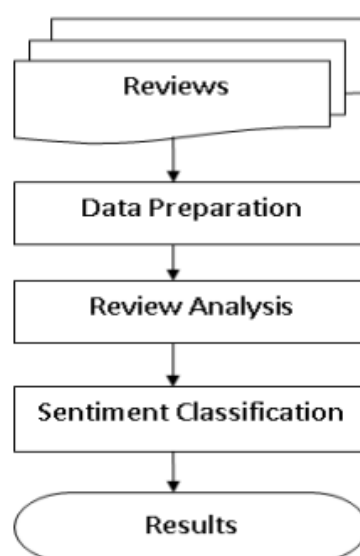 Reviews
Data Preparation
Review Analysis
Sentiment Classification
Results